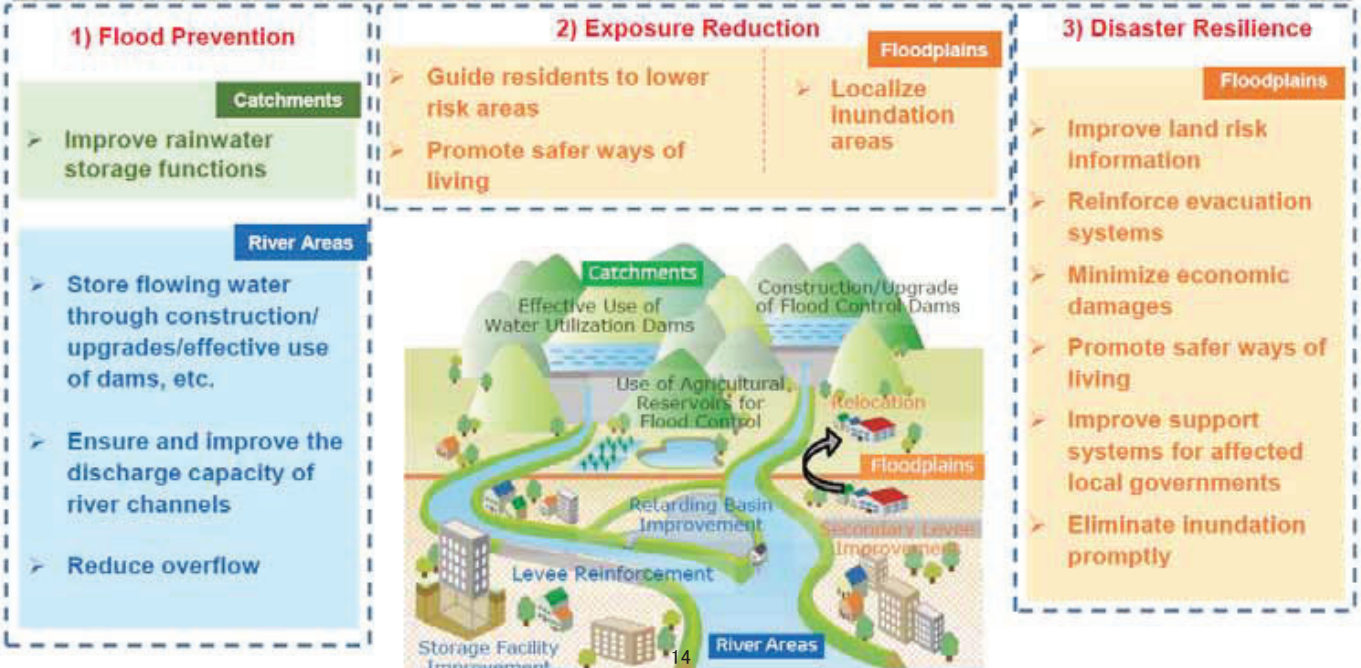 1) Flood Prevention
Catchments
➢ Improve rainwater
storage functions
River Areas
➢ Store flowing water
through construction/
upgrades/effective use
of dams, etc.
➢ Ensure and improve the
discharge capacity of
river channels
➢ Reduce overflow
2) Exposure Reduction
Floodplains
➢ Guide residents to lower
risk areas
➢ Promote safer ways of
living
➢ Localize
inundation
areas
3) Disaster Resilience
Floodplains
➢ Improve land risk
information
➢ Reinforce evacuation
systems
➢ Minimize economic
damages
➢ Promote safer ways of
living
➢ Improve support
systems for affected
local governments
➢ Eliminate inundation
promptly
Catchments
Effective Use of
Water Utilization Dams
Construction/Upgrade
of Flood Control Dams
Use of Agricultural
Reservoirs for
Flood Control
Relocation
Floodplains
Retarding Basin
Improvement
Secondary Levee
Improvement
Levee Reinforcement
Storage Facility
Improvement
River Areas
14